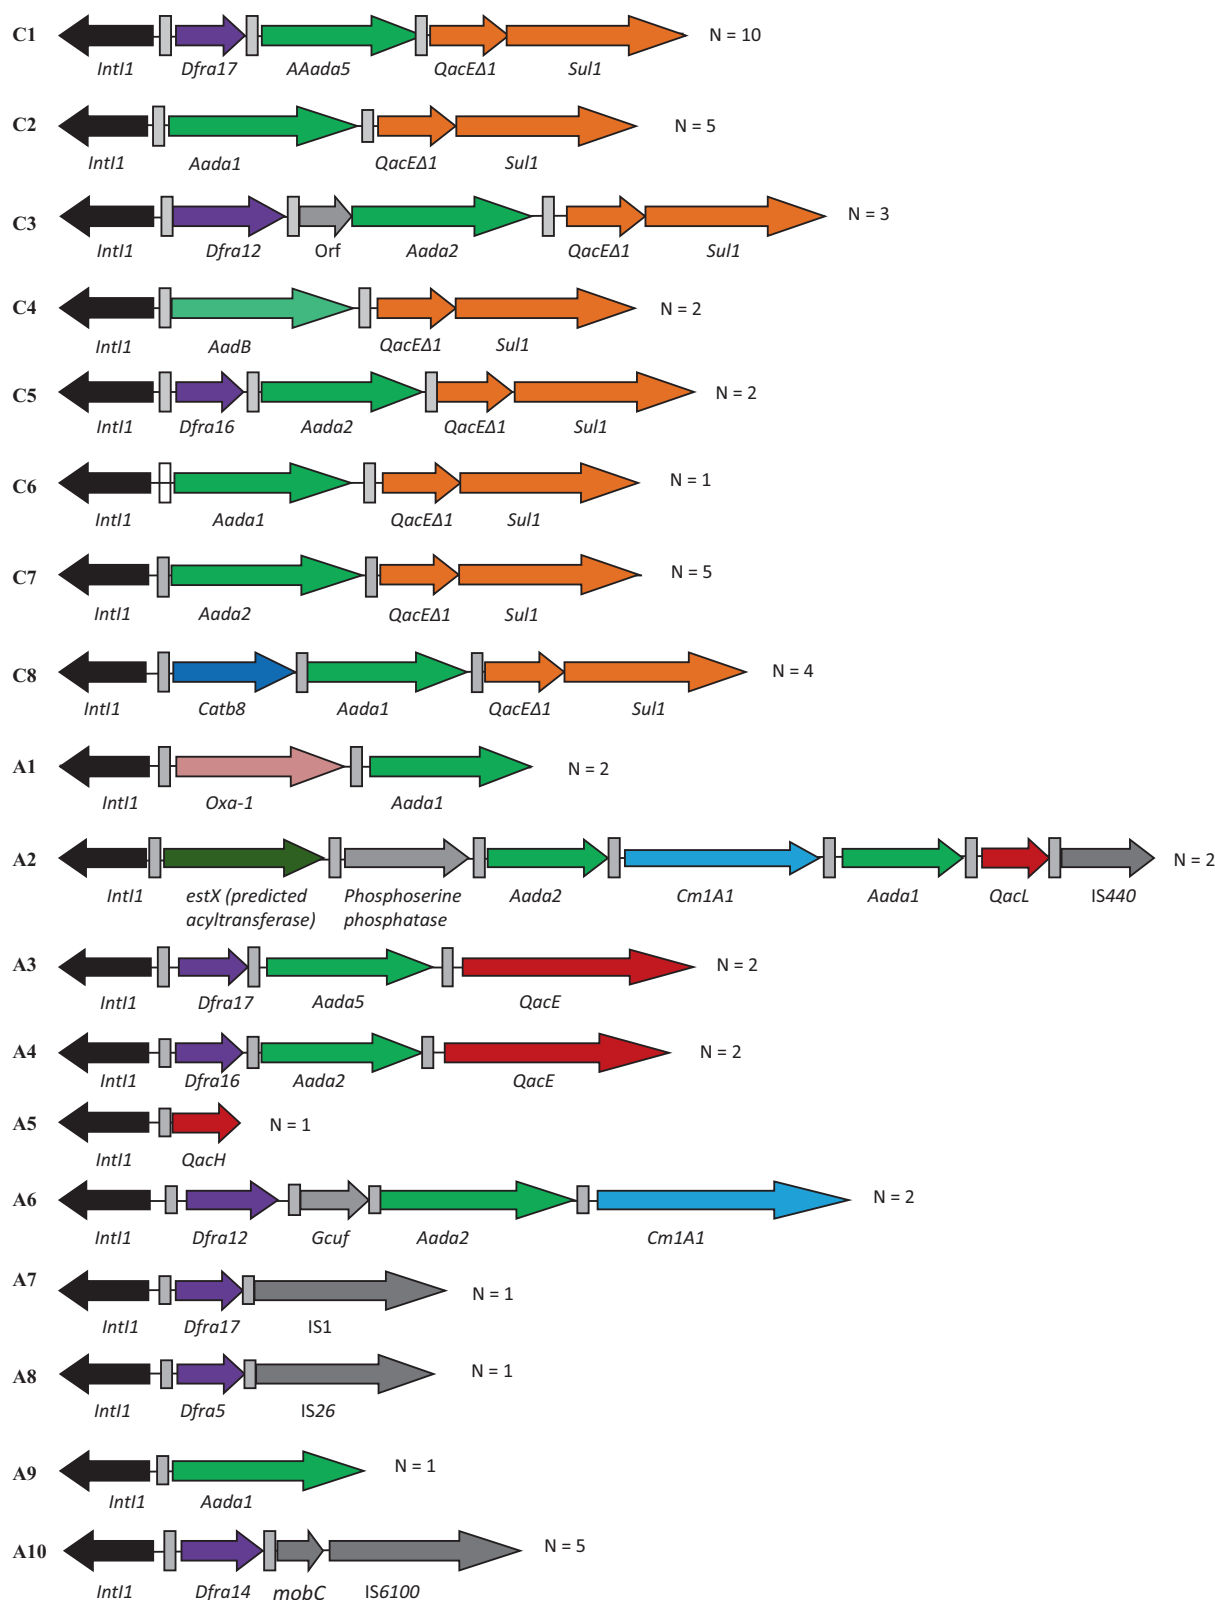 C1 N = 10
IntI1 Dfra17 AAada5 QacEΔ1 Sul1
C2 N = 5
IntI1 Aada1 QacEΔ1 Sul1
C3 N = 3
IntI1 Dfra12 Orf Aada2 QacEΔ1 Sul1
C4 N = 2
IntI1 AadB QacEΔ1 Sul1
C5 N = 2
IntI1 Dfra16 Aada2 QacEΔ1 Sul1
C6 N = 1
IntI1 Aada1 QacEΔ1 Sul1
C7 N = 5
IntI1 Aada2 QacEΔ1 Sul1
C8 N = 4
IntI1 Catb8 Aada1 QacEΔ1 Sul1
A1 N = 2
IntI1 Oxa-1 Aada1
A2 N = 2
IntI1 estX (predicted Phosphoserine Aada2 Cm1A1 Aada1 QacL IS440
acyltransferase) phosphatase
A3 N = 2
IntI1 Dfra17 Aada5 QacE
A4 N = 2
IntI1 Dfra16 Aada2 QacE
A5 N = 1
IntI1 QacH
A6 N = 2
IntI1 Dfra12 Gcuf Aada2 Cm1A1
A7 N = 1
IntI1 Dfra17 IS1
A8 N = 1
IntI1 Dfra5 IS26
A9 N = 1
IntI1 Aada1
A10 N = 5
IntI1 Dfra14 mobC IS6100